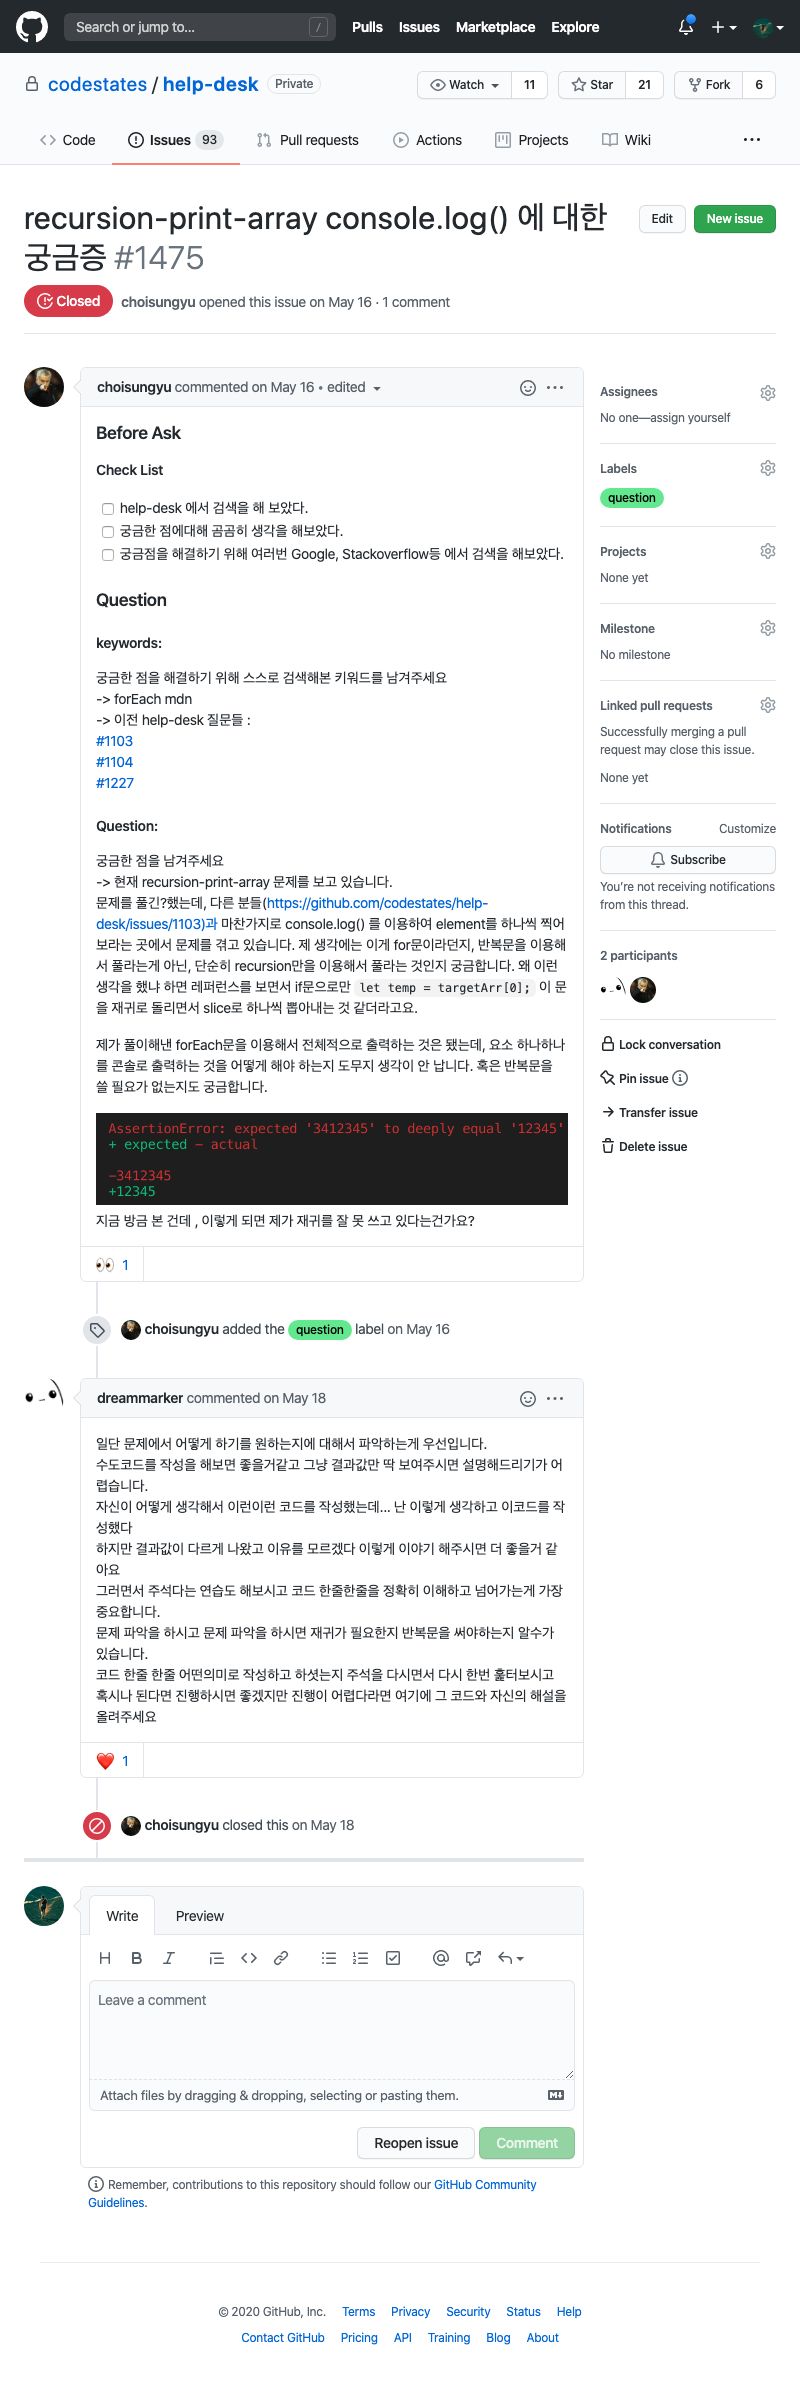 Search or jump to... /
Pulls Issues Marketplace Explore
codestates / help-desk Private
Watch 11 Star 21 Fork 6
Code Issues 93 Pull requests Actions Projects Wiki
recursion-print-array console.log() 에 대한
궁금증 #1475
Edit New issue
Closed choisungyu opened this issue on May 16 · 1 comment
choisungyu commented on May 16 • edited
Before Ask
Check List
help-desk 에서 검색을 해 보았다.
궁금한 점에대해 곰곰히 생각을 해보았다.
궁금점을 해결하기 위해 여러번 Google, Stackoverflow등 에서 검색을 해보았다.
Question
keywords:
궁금한 점을 해결하기 위해 스스로 검색해본 키워드를 남겨주세요
-> forEach mdn
-> 이전 help-desk 질문들 :
#1103
#1104
#1227
Question:
궁금한 점을 남겨주세요
-> 현재 recursion-print-array 문제를 보고 있습니다.
문제를 풀긴?했는데, 다른 분들(https://github.com/codestates/help-
desk/issues/1103)과 마찬가지로 console.log() 를 이용하여 element를 하나씩 찍어
보라는 곳에서 문제를 겪고 있습니다. 제 생각에는 이게 for문이라던지, 반복문을 이용해
서 풀라는게 아닌, 단순히 recursion만을 이용해서 풀라는 것인지 궁금합니다. 왜 이런
생각을 했냐 하면 레퍼런스를 보면서 if문으로만 let temp = targetArr[0]; 이 문
을 재귀로 돌리면서 slice로 하나씩 뽑아내는 것 같더라고요.
제가 풀이해낸 forEach문을 이용해서 전체적으로 출력하는 것은 됐는데, 요소 하나하나
를 콘솔로 출력하는 것을 어떻게 해야 하는지 도무지 생각이 안 납니다. 혹은 반복문을
쓸 필요가 없는지도 궁금합니다.
AssertionError: expected '3412345' to deeply equal '12345'
+ expected - actual
-3412345
+12345
지금 방금 본 건데 , 이렇게 되면 제가 재귀를 잘 못 쓰고 있다는건가요?
1
choisungyu added the question label on May 16
dreammarker commented on May 18
일단 문제에서 어떻게 하기를 원하는지에 대해서 파악하는게 우선입니다.
수도코드를 작성을 해보면 좋을거같고 그냥 결과값만 딱 보여주시면 설명해드리기가 어
렵습니다.
자신이 어떻게 생각해서 이런이런 코드를 작성했는데... 난 이렇게 생각하고 이코드를 작
성했다
하지만 결과값이 다르게 나왔고 이유를 모르겠다 이렇게 이야기 해주시면 더 좋을거 같
아요
그러면서 주석다는 연습도 해보시고 코드 한줄한줄을 정확히 이해하고 넘어가는게 가장
중요합니다.
문제 파악을 하시고 문제 파악을 하시면 재귀가 필요한지 반복문을 써야하는지 알수가
있습니다.
코드 한줄 한줄 어떤의미로 작성하고 하셧는지 주석을 다시면서 다시 한번 훑터보시고
혹시나 된다면 진행하시면 좋겠지만 진행이 어렵다라면 여기에 그 코드와 자신의 해설을
올려주세요
1
choisungyu closed this on May 18
Write Preview
Leave a comment
Attach files by dragging & dropping, selecting or pasting them.
Reopen issue Comment
Remember, contributions to this repository should follow our GitHub Community
Guidelines.
Assignees
No one—assign yourself
Labels
question
Projects
None yet
Milestone
No milestone
Linked pull requests
Successfully merging a pull
request may close this issue.
None yet
Notifications Customize
Subscribe
You're not receiving notifications
from this thread.
2 participants
Lock conversation
Pin issue
Transfer issue
Delete issue
© 2020 GitHub, Inc. Terms Privacy Security Status Help
Contact GitHub Pricing API Training Blog About